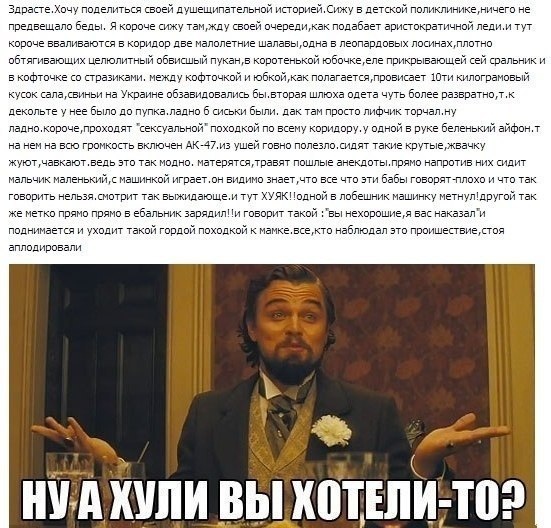 Здрасте.Хочу поделиться своей душещипательной историей.Сижу в детской поликлинике,ничего не
предвещало беды. Я короче сижу там,жду своей очереди,как подабает аристократичной леди.и тут
короче вваливаются в коридор две малолетние шалавы,одна в леопардовых лосинах,плотно
обтягивающих целюлитный обвисшый пукан,в коротенькой юбочке,еле прикрывающей сей сральник и
в кофточке со стразиками. между кофточкой и юбкой,как полагается,провисает 10ти килограмовый
кусок сала,свиньи на Украине обзавидовались бы.вторая шлюха одета чуть более развратно,т.к
декольте у нее было до пупка.ладно б сиськи были. дак там просто лифчик торчал.ну
ладно.короче,проходят "сексуальной" походкой по всему коридору.у одной в руке беленький айфон.т
на нем на всю громкость включен АК-47.из ушей говно полезло.сидят такие крутые,жвачку
жуют,чавкают.ведь это так модно. матерятся,травят пошлые анекдоты.прямо напротив них сидит
мальчик маленький,с машинкой играет.он видимо знает,что все что эти бабы говорят-плохо и что так
говорить нельзя.смотрит так выжидающе.и тут ХУЯК!!одной в лобешник машинку метнул!другой так
же метко прямо прямо в ебальник зарядил!!и говорит такой :"вы нехорошие,я вас наказал"и
поднимается и уходит такой гордой походкой к мамке.все,кто наблюдал это проишествие,стоя
аплодировали
НУ А ХУЛИ ВЫ ХОТЕЛИ-ТО?